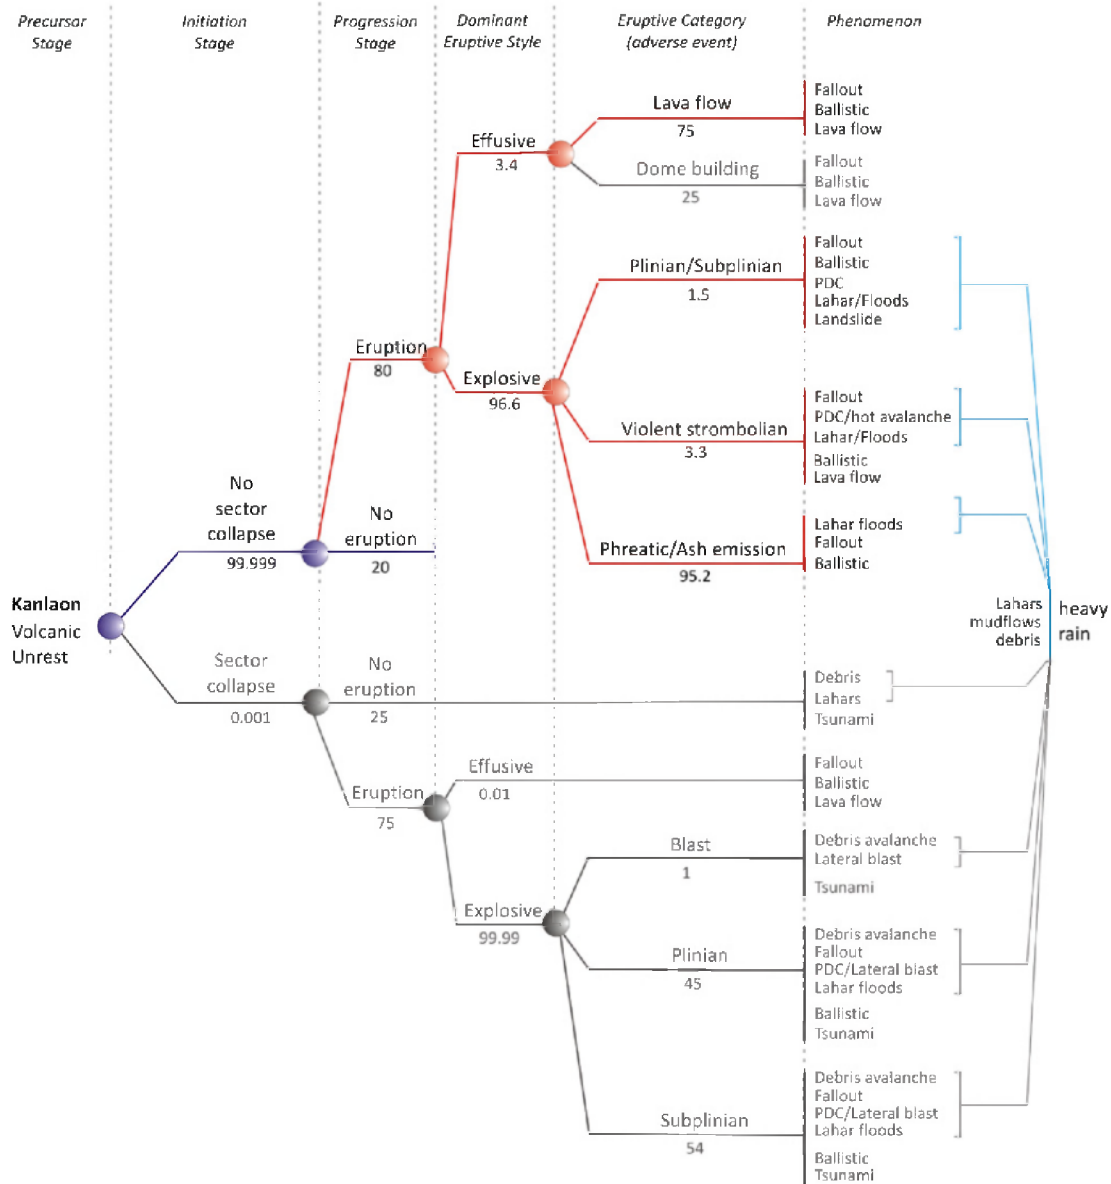 Precursar
Stage
Initiation
Stage
Progression
Stage
Dominant
Eruptive Style
Eruptive Category
(adverse event)
Phenomenon
Lava flow
75
Fallout
Ballistic
Lava flow
Effusive
3.4
Dome building
25
Fallout
Ballistic
Lava flow
Plinian/Subplinian
1.5
Fallout
Ballistic
PDC
Lahar/Floods
Landslide
Eruption
80
Explosive
96.6
Violent strombolian
3.3
Fallout
PDC/hot avalanche
Lahar/Floods
Ballistic
Lava flow
No
sector
collapse
99.999
No
eruption
20
Phreatic/Ash emission
95.2
Lahar floods
Fallout
Ballistic
Kanlaon
Volcanic
Unrest
Lahars
mudflows
debris
heavy
rain
Sector
collapse
0.001
No
eruption
25
Debris
Lahars
Tsunami
Effusive
0.01
Fallout
Ballistic
Lava flow
Eruption
75
Blast
1
Debris avalanche
Lateral blast
Tsunami
Explosive
99.99
Plinian
45
Debris avalanche
Fallout
PDC/Lateral blast
Lahar floods
Ballistic
Tsunami
Subplinian
54
Debris avalanche
Fallout
PDC/Lateral blast
Lahar floods
Ballistic
Tsunami